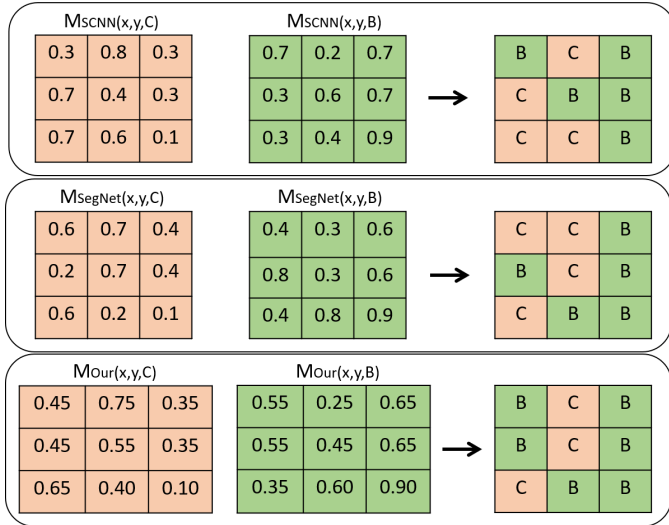 MSCNN(x,y,C) MSCNN(x,y,B)
0.3 0.8 0.3 0.7 0.2 0.7 B C B
0.7 0.4 0.3 0.3 0.6 0.7 C B B
0.7 0.6 0.1 0.3 0.4 0.9 C C B
MSegNet(x,y,C) MSegNet(x,y,B)
0.6 0.7 0.4 0.4 0.3 0.6 C C B
0.2 0.7 0.4 0.8 0.3 0.6 B C B
0.6 0.2 0.1 0.4 0.8 0.9 C B B
MOur(x,y,C) MOur(x,y,B)
0.45 0.75 0.35 0.55 0.25 0.65 B C B
0.45 0.55 0.35 0.55 0.45 0.65 B C B
0.65 0.40 0.10 0.35 0.60 0.90 C B B